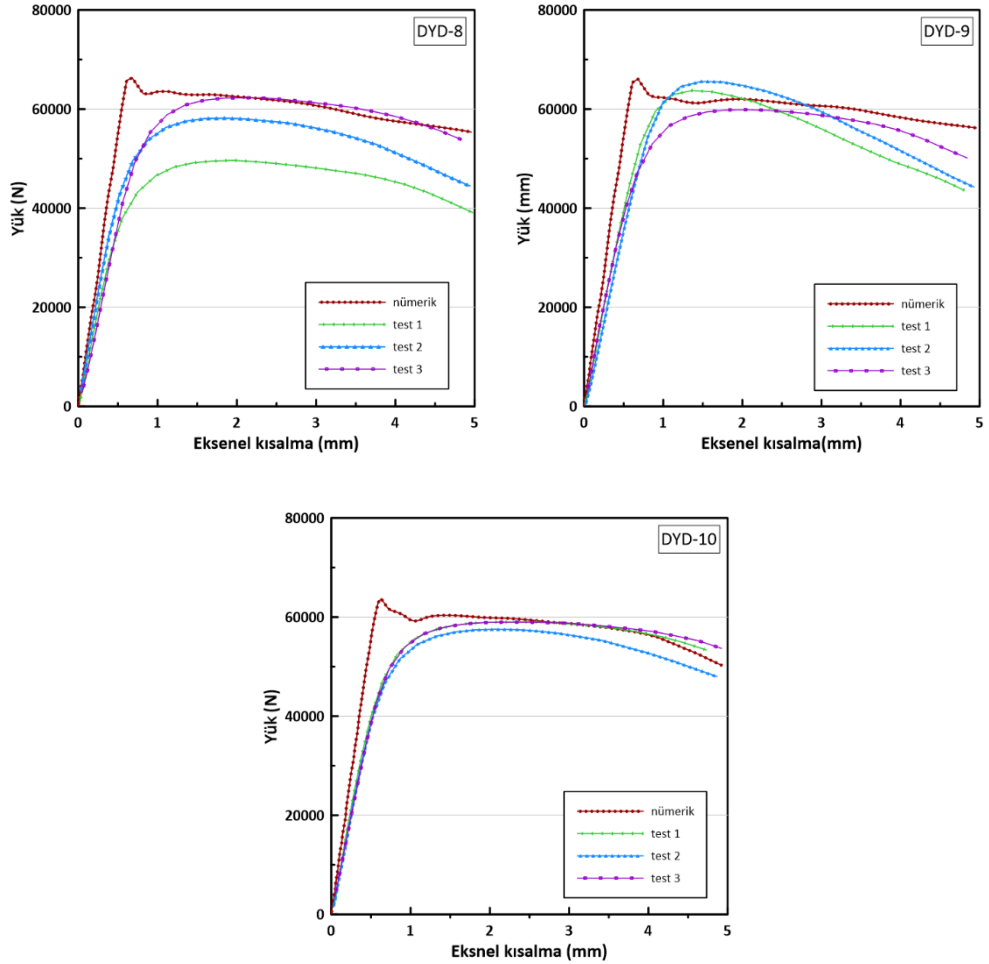 DYD-8
80000
60000
40000
20000
0
Yük (N)
nümerik
test 1
test 2
test 3
0 1 2 3 4 5
Eksenel kısalma (mm)
DYD-9
80000
60000
40000
20000
0
Yük (mm)
nümerik
test 1
test 2
test 3
0 1 2 3 4 5
Eksenel kısalma(mm)
DYD-10
80000
60000
40000
20000
0
Yük (N)
nümerik
test 1
test 2
test 3
0 1 2 3 4 5
Eksnel kısalma (mm)